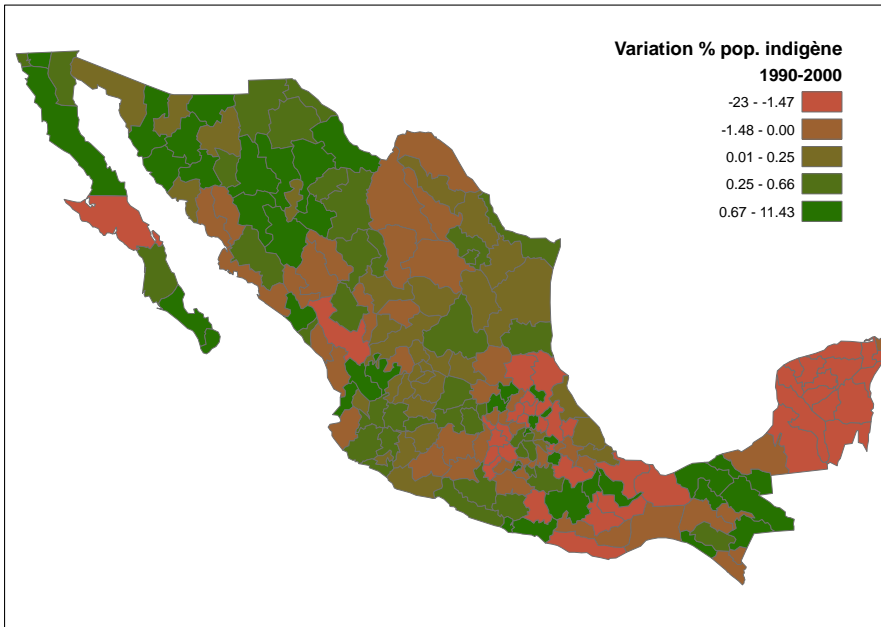 Variation % pop. indigène
1990-2000
-23 - -1.47
-1.48 - 0.00
0.01 - 0.25
0.25 - 0.66
0.67 - 11.43